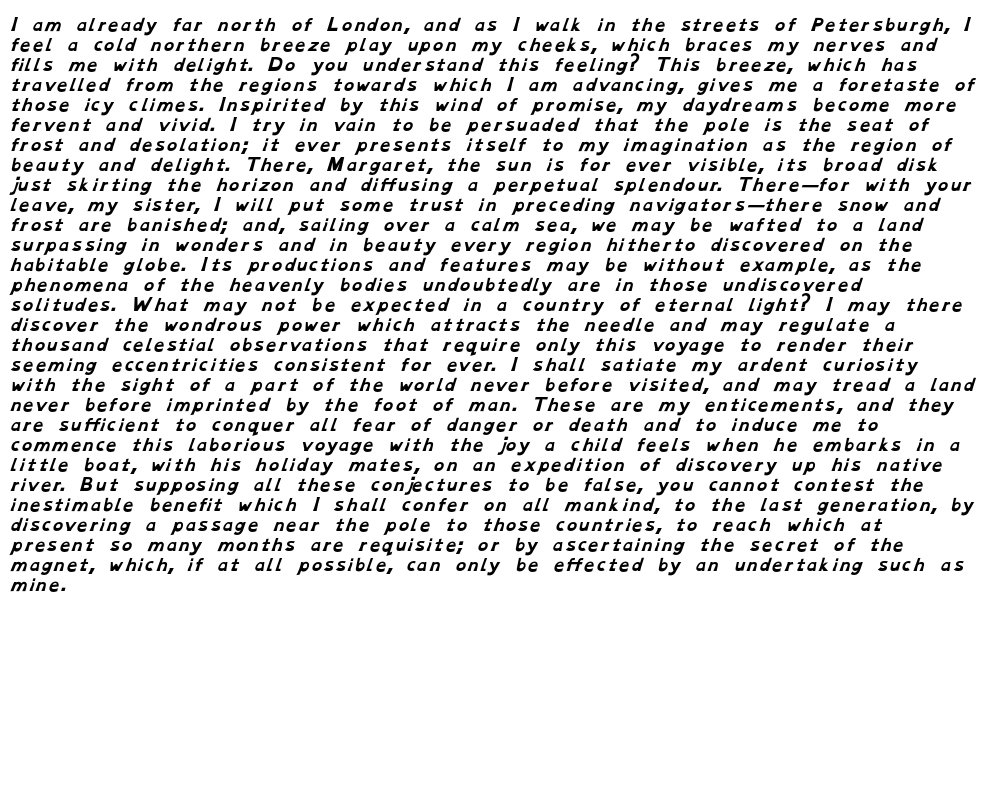 I am already far north of London, and as I walk in the streets of Petersburgh, I
feel a cold northern breeze play upon my cheeks, which braces my nerves and
fills me with delight. Do you understand this feeling? This breeze, which has
travelled from the regions towards which I am advancing, gives me a foretaste of
those icy climes. Inspirited by this wind of promise, my daydreams become more
fervent and vivid. I try in vain to be persuaded that the pole is the seat of
frost and desolation; it ever presents itself to my imagination as the region of
beauty and delight. There, Margaret, the sun is for ever visible, its broad disk
just skirting the horizon and diffusing a perpetual splendour. There—for with your
leave, my sister, I will put some trust in preceding navigators—there snow and
frost are banished; and, sailing over a calm sea, we may be wafted to a land
surpassing in wonders and in beauty every region hitherto discovered on the
habitable globe. Its productions and features may be without example, as the
phenomena of the heavenly bodies undoubtedly are in those undiscovered
solitudes. What may not be expected in a country of eternal light? I may there
discover the wondrous power which attracts the needle and may regulate a
thousand celestial observations that require only this voyage to render their
seeming eccentricities consistent for ever. I shall satiate my ardent curiosity
with the sight of a part of the world never before visited, and may tread a land
never before imprinted by the foot of man. These are my enticements, and they
are sufficient to conquer all fear of danger or death and to induce me to
commence this laborious voyage with the joy a child feels when he embarks in a
little boat, with his holiday mates, on an expedition of discovery up his native
river. But supposing all these conjectures to be false, you cannot contest the
inestimable benefit which I shall confer on all mankind, to the last generation, by
discovering a passage near the pole to those countries, to reach which at
present so many months are requisite; or by ascertaining the secret of the
magnet, which, if at all possible, can only be effected by an undertaking such as
mine.